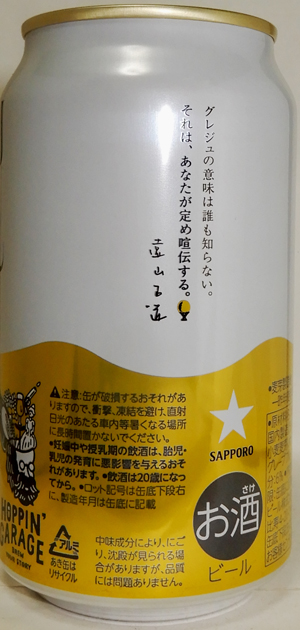 グレジュの意味は誰も知らない。
それは、あなたが定め喧伝する。
遠山正道
注意:缶が破損するおそれがあ
りますので、衝撃、凍結を避け、直射
日光のあたる車内等暑くなる場所
に長時間置かないでください。
●妊娠中や授乳期の飲酒は、胎児・
乳児の発育に悪影響を与えるおそ
れがあります。●飲酒は20歳になっ
てから。●ロット記号は缶底下段右
に、製造年月は缶底に記載
HOPPIN'
GARAGE
アルミ
あき缶は
リサイクル
中味成分により、にご
り、沈殿が見られる場
合がありますが、品質
には問題ありません。
SAPPORO
さけ
お酒
ビール